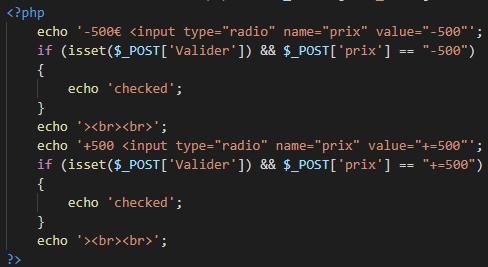 <?php
echo '-500€ <input type="radio" name="prix" value="-500"';
if (isset($_POST['Valider']) && $_POST['prix'] == "-500")
{
echo 'checked';
}
echo '><br><br>';
echo '+500 <input type="radio" name="prix" value="+=500"';
if (isset($_POST['Valider']) && $_POST['prix'] == "+=500")
{
echo 'checked';
}
echo '><br><br>';
?>